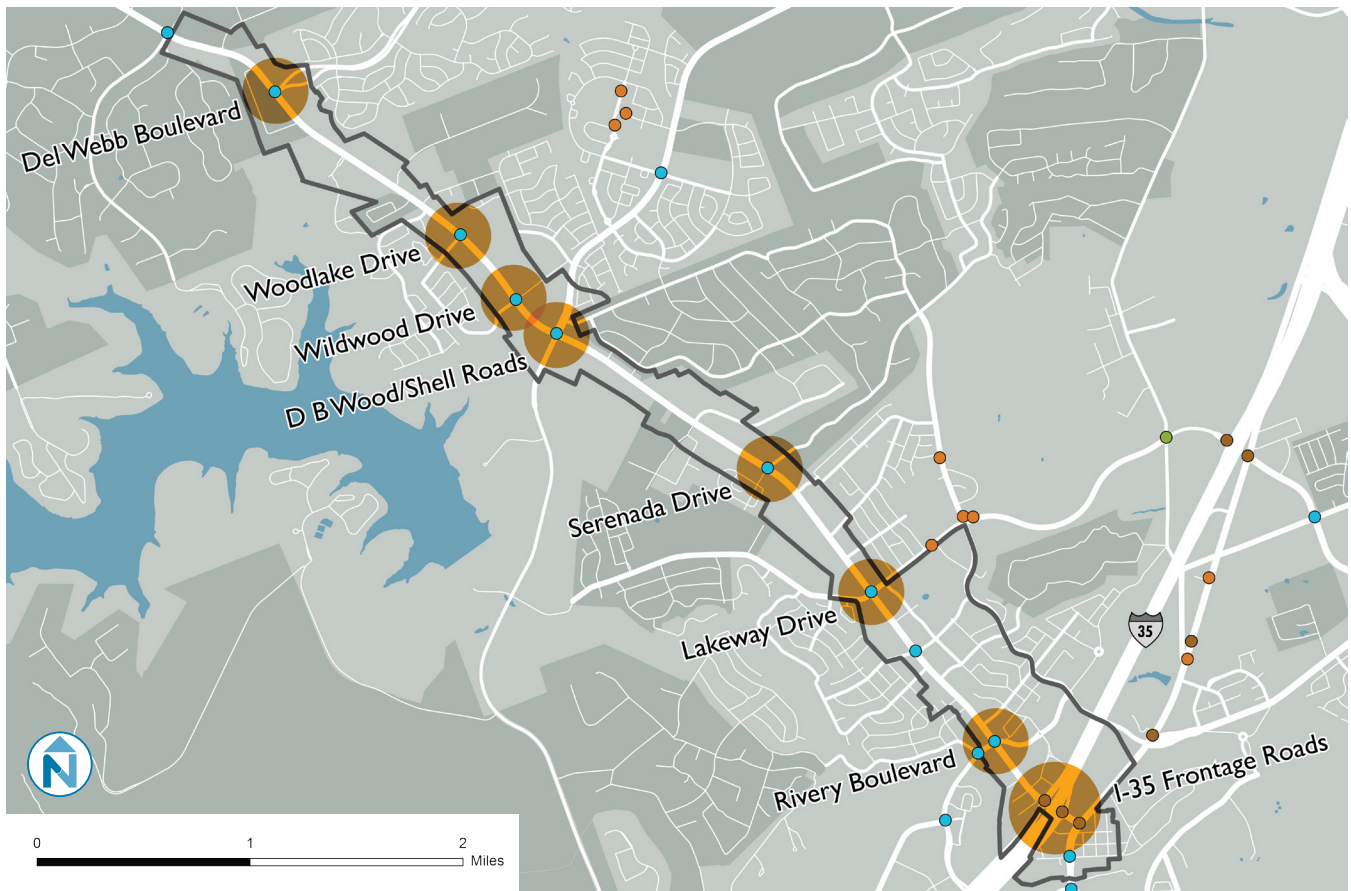 Del Webb Boulevard
Woodlake Drive
Wildwood Drive
D B Wood/Shell Roads
Serenada Drive
Lakeway Drive
35
Rivery Boulevard
I-35 Frontage Roads
N
0 1 2
Miles